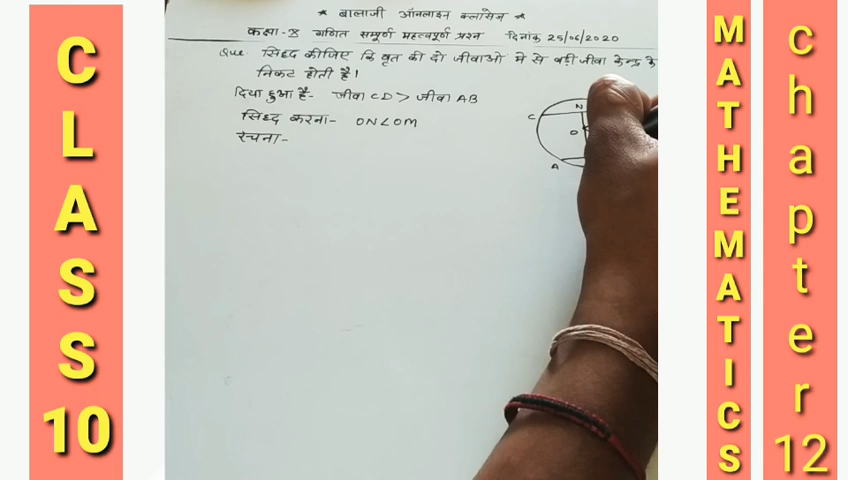 CLASS 10
★ बालाजी ऑनलाइन क्लासेज ★
कक्षा-X गणित सम्पूर्ण महत्वपूर्ण प्रश्न दिनांक 25/06/2020
Que. सिध्द कीजिए कि वृत की दो जीवाओं में से बड़ी जीवा केन्द्र के
निकट होती है।
दिया हुआ है- जीवा CD > जीवा AB
सिध्द करना- ON<OM
रचना-
C
N
O
A
MATHEMATICS
chapter 12